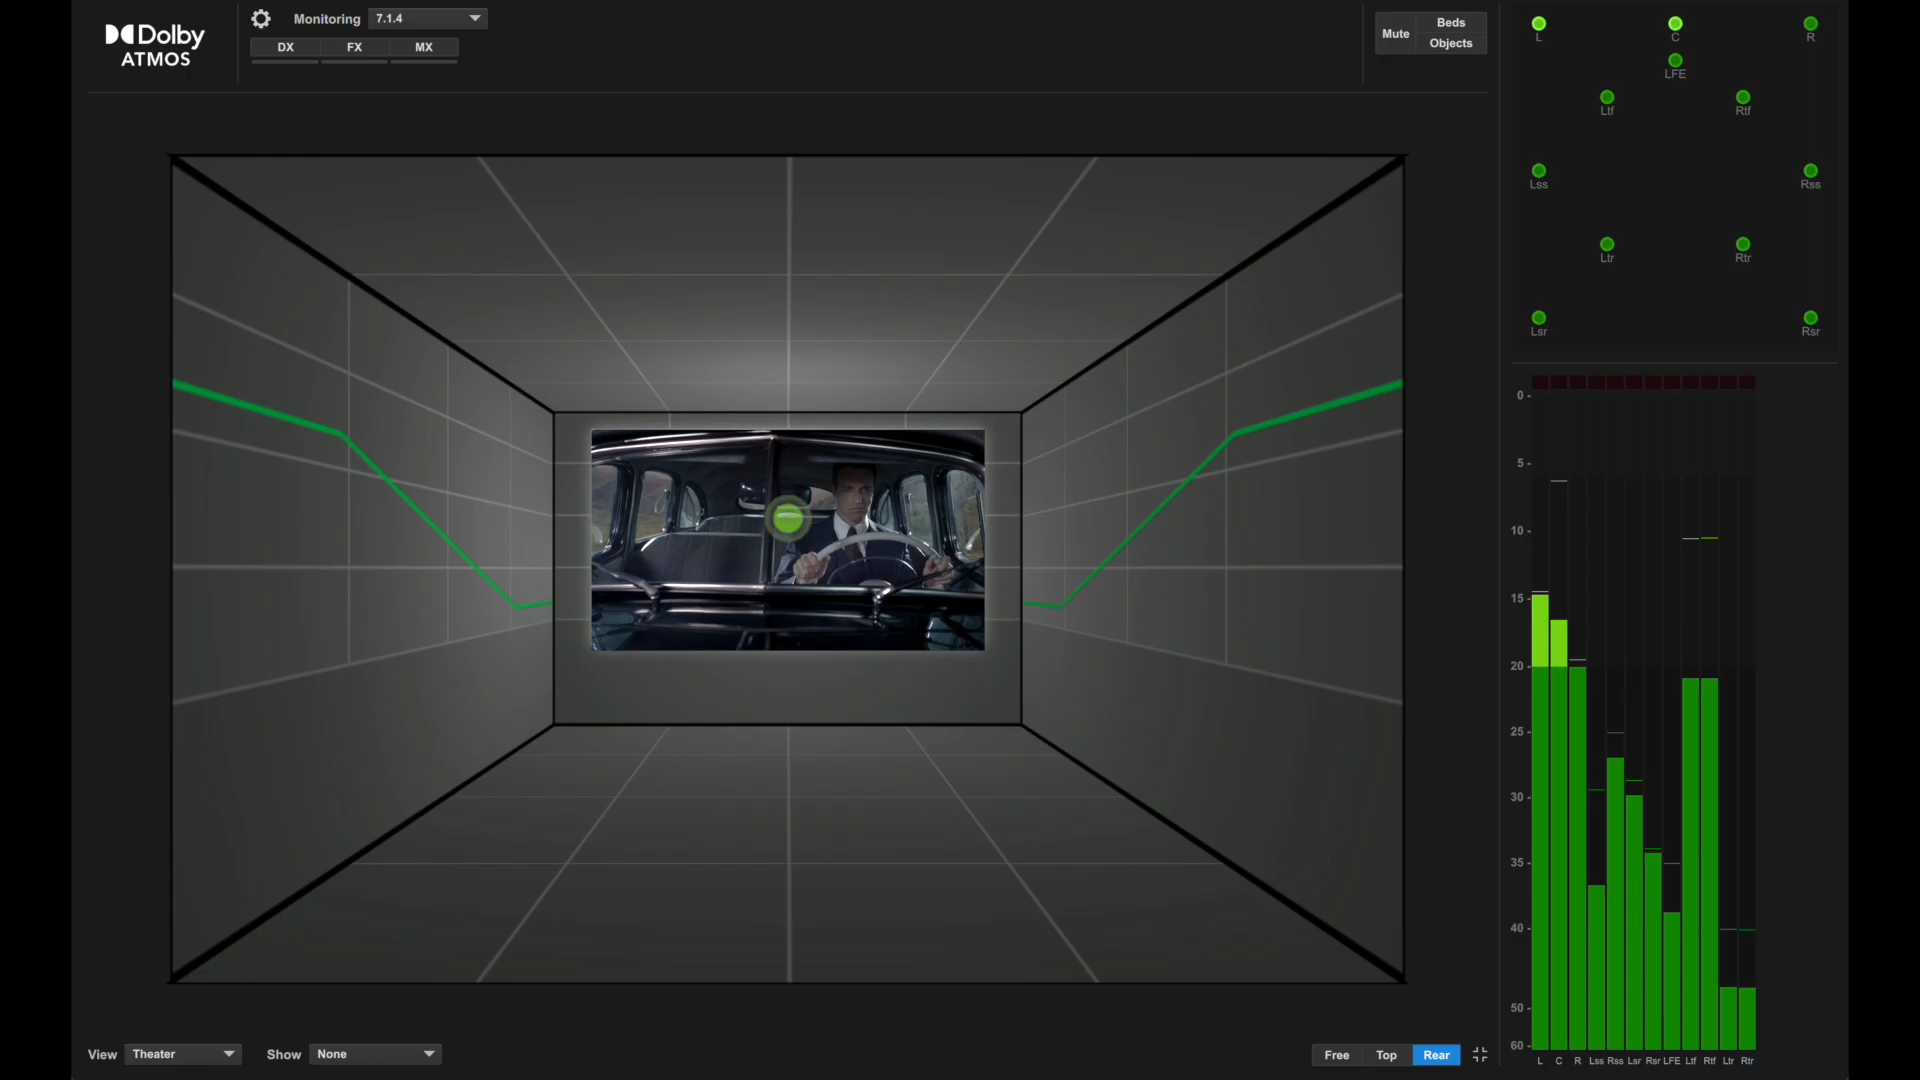 Dolby
ATMOS
Monitoring 7.1.4
DX FX MX
Mute Beds
Objects
L C R
LFE
Ltf Rtf
Lss Rss
Ltr Rtr
Lsr Rsr
0 -
5 -
10 -
15 -
20 -
25 -
30 -
35 -
40 -
50 -
60 -
L C R Lss Rss Lsr Rsr LFE Ltf Rtf Ltr Rtr
View Theater Show None
Free Top Rear